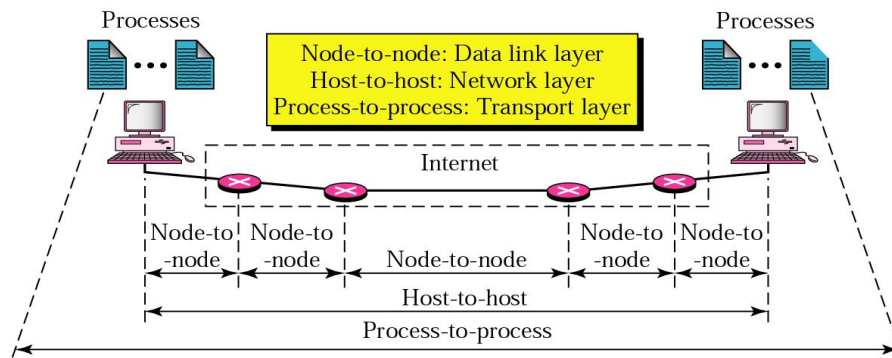 Processes
Processes
Node-to-node: Data link layer
Host-to-host: Network layer
Process-to-process: Transport layer
Internet
Node-to
-node
Node-to
-node
Node-to-node
Node-to
-node
Node-to
-node
Host-to-host
Process-to-process